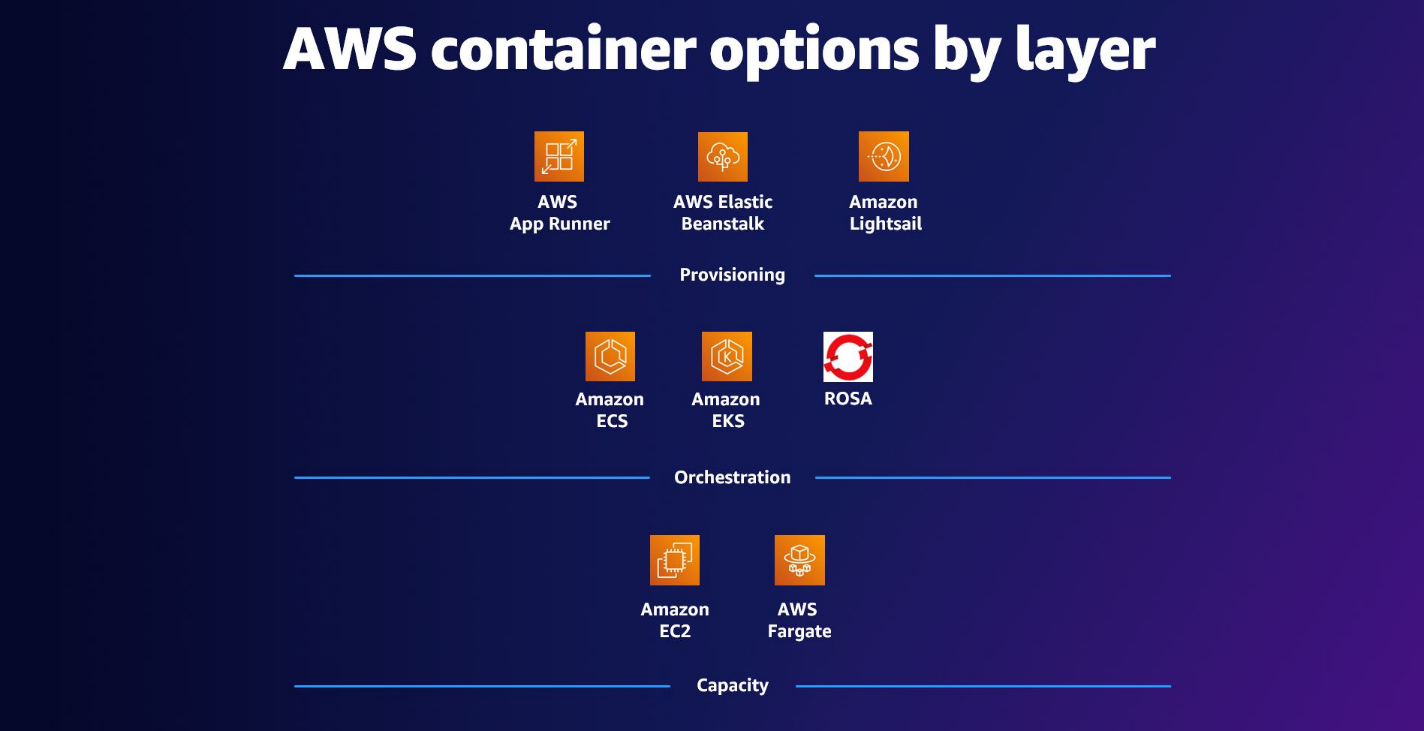 AWS container options by layer
AWS
App Runner
AWS Elastic
Beanstalk
Amazon
Lightsail
Provisioning
Amazon
ECS
K
Amazon
EKS
ROSA
Orchestration
Amazon
EC2
AWS
Fargate
Capacity